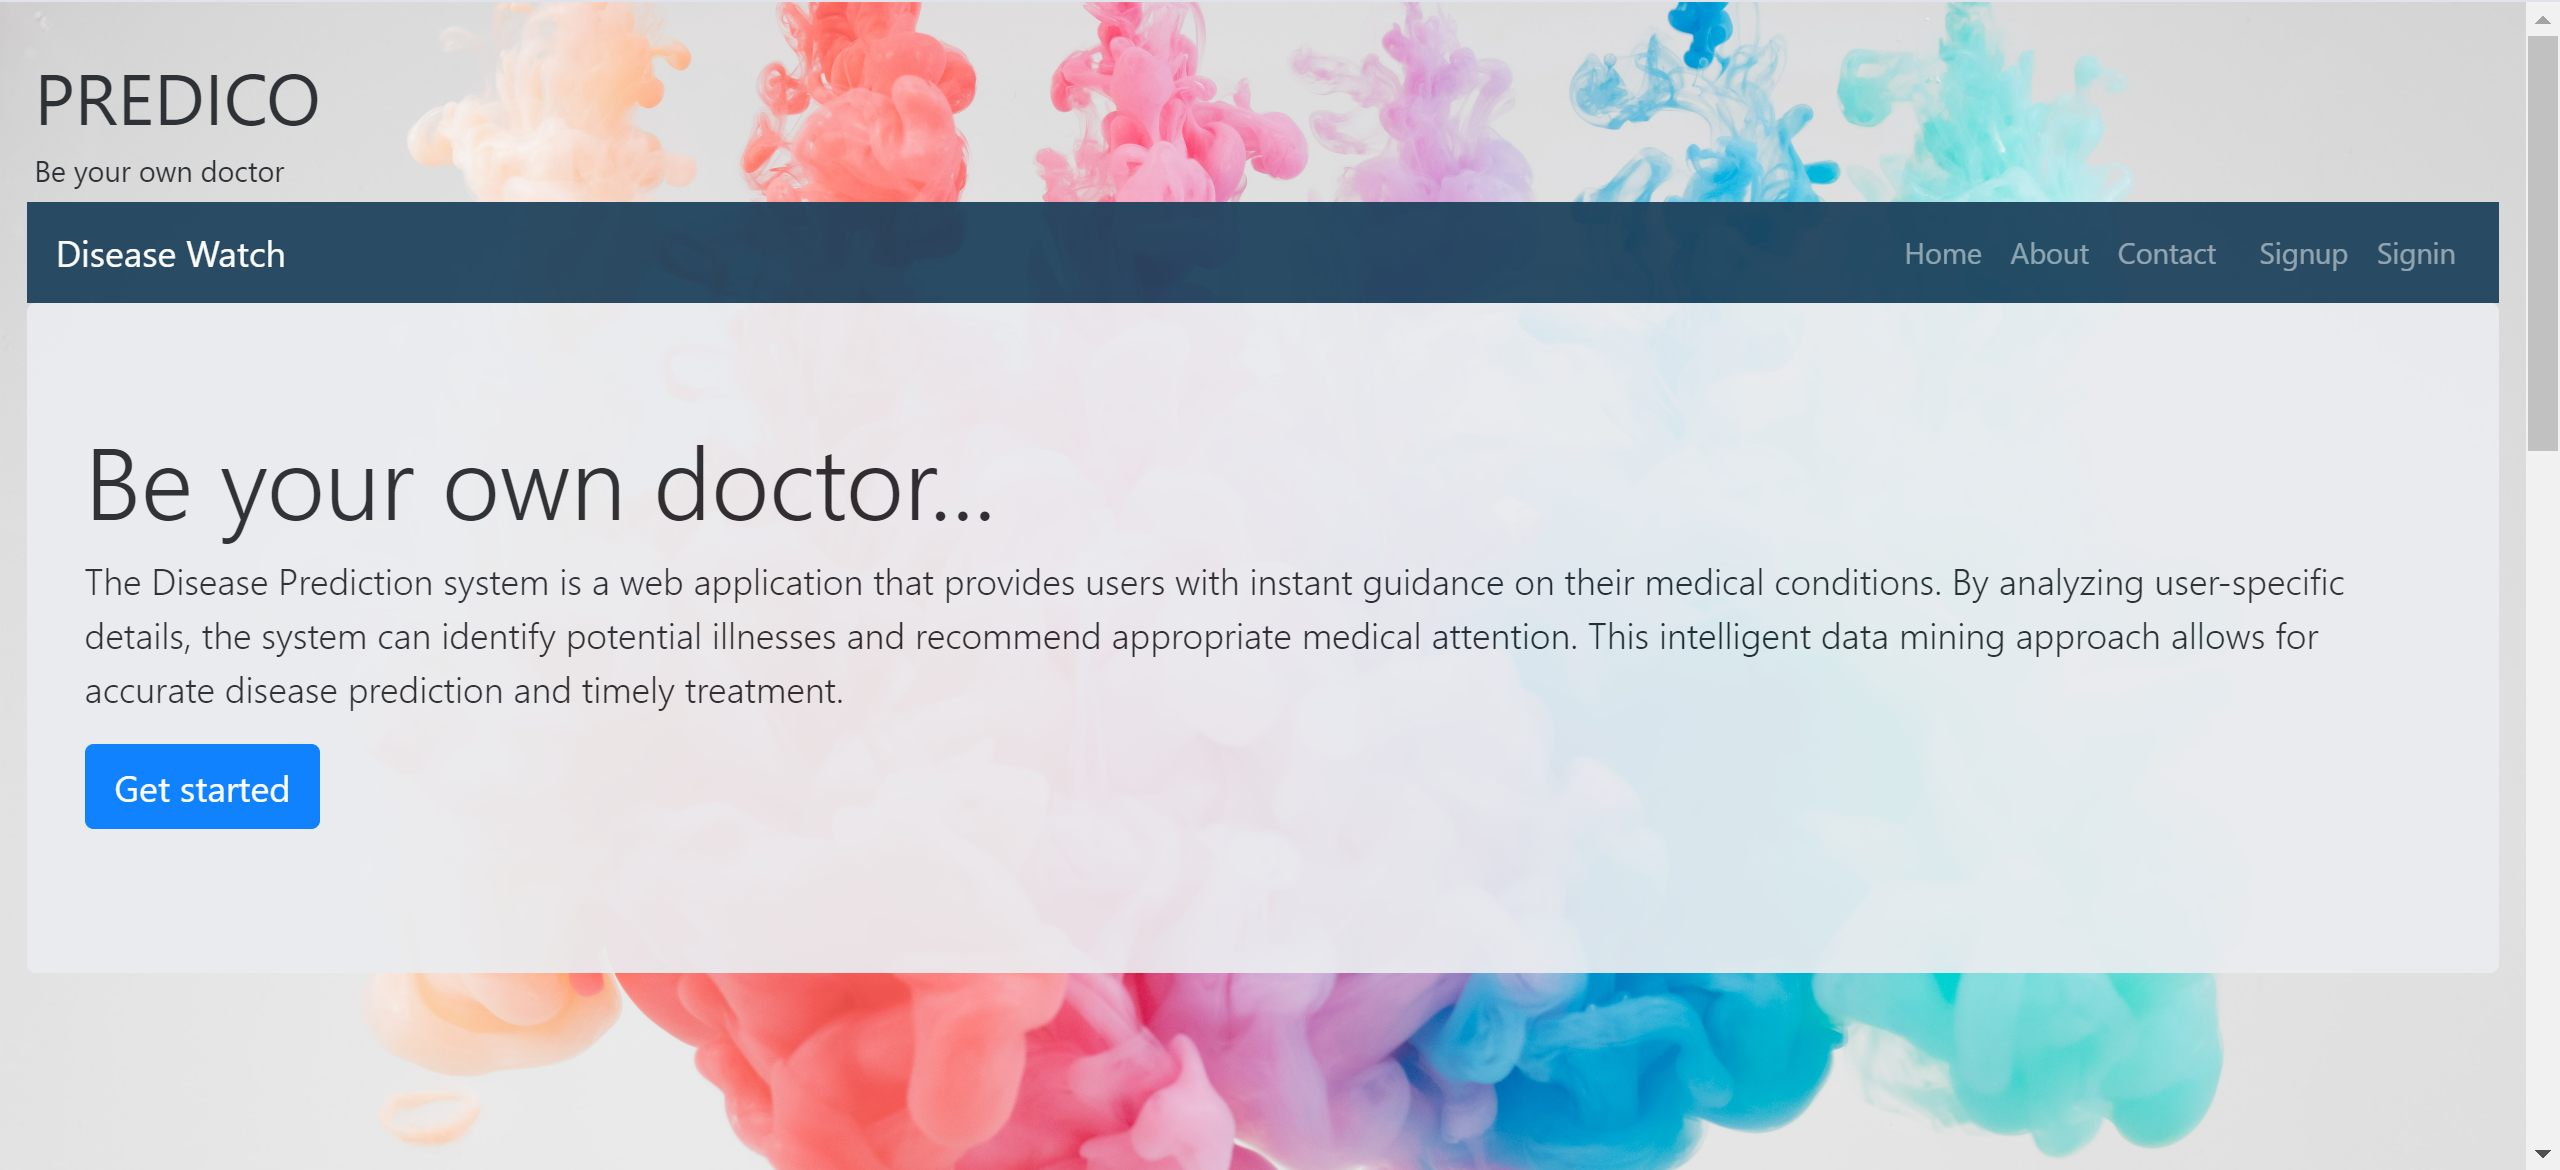 PREDICO
Be your own doctor
Disease Watch
Home About Contact Signup Signin
Be your own doctor...
The Disease Prediction system is a web application that provides users with instant guidance on their medical conditions. By analyzing user-specific
details, the system can identify potential illnesses and recommend appropriate medical attention. This intelligent data mining approach allows for
accurate disease prediction and timely treatment.
Get started